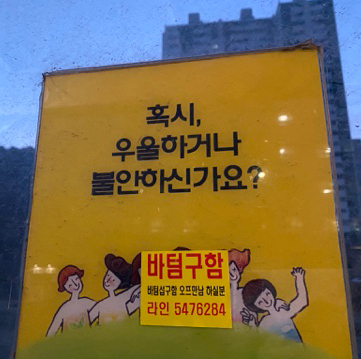 혹시,
우울하거나
불안하신가요?
바텀구함
바텀섭구함 오프만남 하실분
라인 5476284